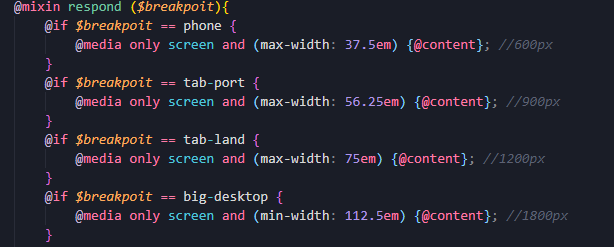 @mixin respond ($breakpoit){
    @if $breakpoit == phone {
        @media only screen and (max-width: 37.5em) {@content}; //600px
    }
    @if $breakpoit == tab-port {
        @media only screen and (max-width: 56.25em) {@content}; //900px
    }
    @if $breakpoit == tab-land {
        @media only screen and (max-width: 75em) {@content}; //1200px
    }
    @if $breakpoit == big-desktop {
        @media only screen and (min-width: 112.5em) {@content}; //1800px
    }